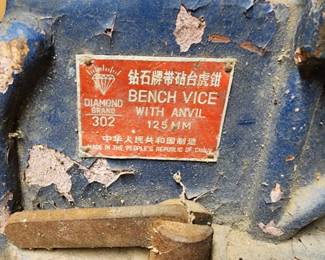 钻石牌带砧台虎钳
DIAMOND BRAND
302
BENCH VICE
WITH ANVIL
125MM
中华人民共和国制造
MADE IN THE PEOPLE'S REPUBLIC OF CHINA